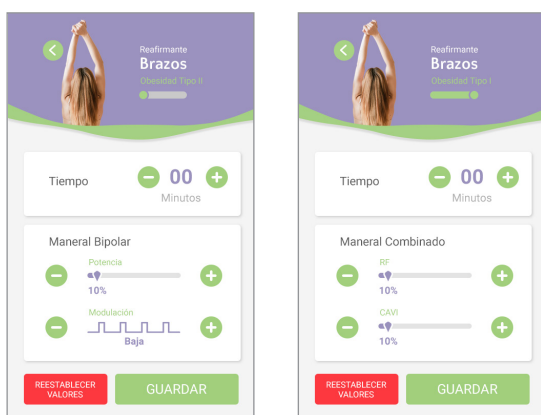 Reafirmante
Brazos
Obesidad Tipo II
Tiempo
00
Minutos
Maneral Bipolar
Potencia
10%
Modulación
Baja
REESTABLECER
VALORES
GUARDAR
Reafirmante
Brazos
Obesidad Tipo I
Tiempo
00
Minutos
Maneral Combinado
RF
10%
CAVI
10%
REESTABLECER
VALORES
GUARDAR